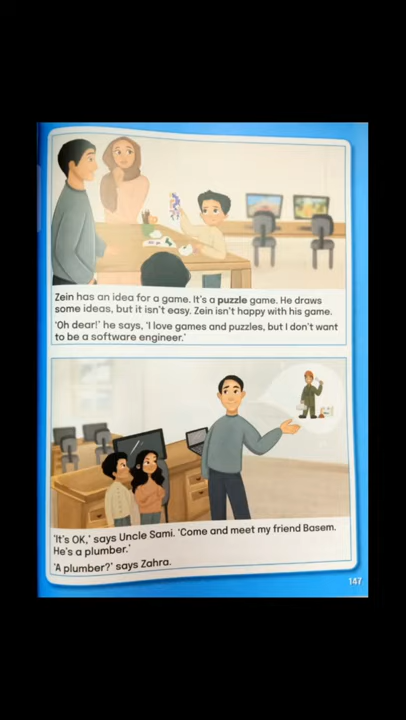 Zein has an idea for a game. It's a puzzle game. He draws
some ideas, but it isn't easy. Zein isn't happy with his game.
'Oh dear!' he says, 'I love games and puzzles, but I don't want
to be a software engineer.'
'It's OK,' says Uncle Sami. 'Come and meet my friend Basem.
He's a plumber.'
'A plumber?' says Zahra.
147